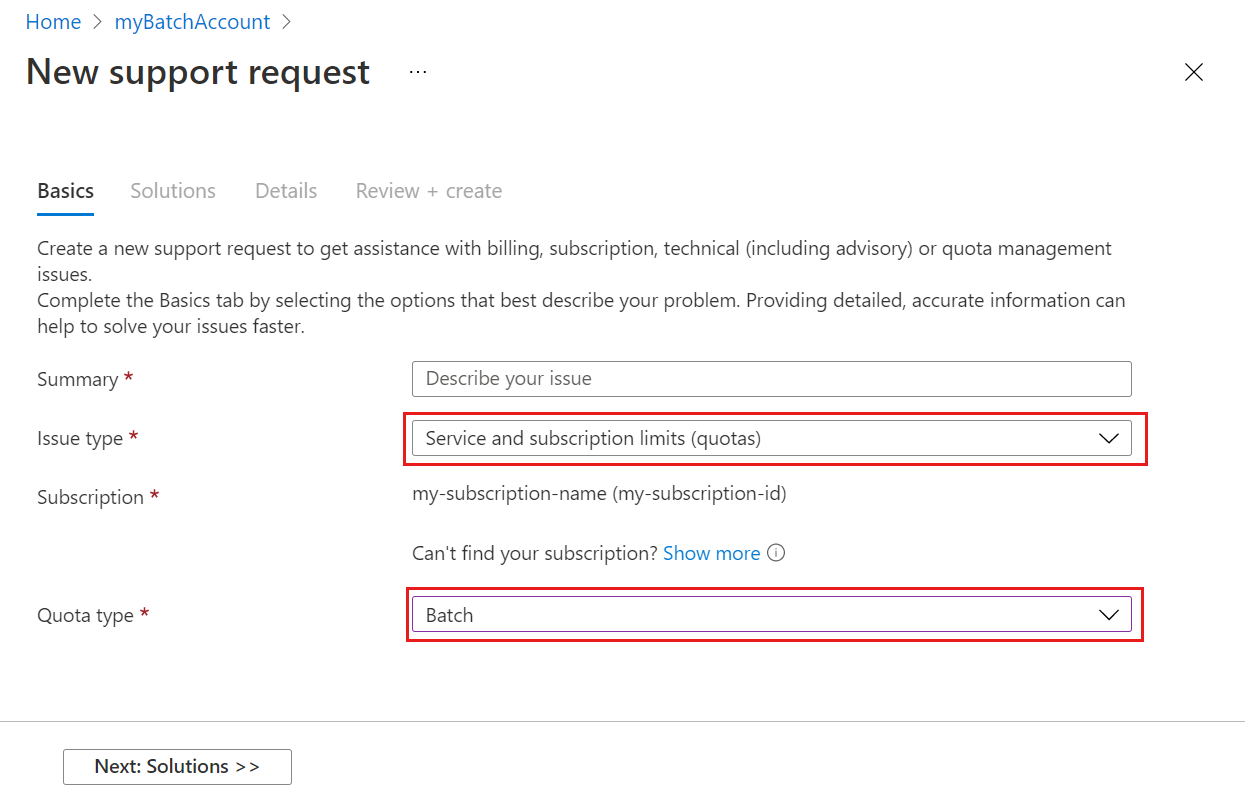 Home > myBatchAccount >
New support request ...
Basics Solutions Details Review + create
Create a new support request to get assistance with billing, subscription, technical (including advisory) or quota management
issues.
Complete the Basics tab by selecting the options that best describe your problem. Providing detailed, accurate information can
help to solve your issues faster.
Summary * Describe your issue
Issue type * Service and subscription limits (quotas)
Subscription * my-subscription-name (my-subscription-id)
Can't find your subscription? Show more
Quota type * Batch
Next: Solutions >>